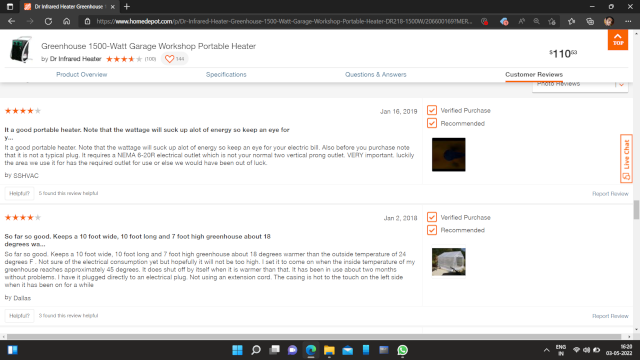 Dr Infrared Heater Greenhouse 1
https://www.homedepot.com/p/Dr-Infrared-Heater-Greenhouse-1500-Watt-Garage-Workshop-Portable-Heater-DR218-1500W/206600169?MER...
Greenhouse 1500-Watt Garage Workshop Portable Heater
by Dr Infrared Heater
144
$110 63
TOP
Product Overview
Specifications
Questions & Answers
Customer Reviews
Photo Reviews
Jan 16, 2019
Verified Purchase
Recommended
It a good portable heater. Note that the wattage will suck up alot of energy so keep an eye for
y...
It a good portable heater. Note that the wattage will suck up alot of energy so keep an eye for your electric bill. Also before you purchase note
that it is not a typical plug. It requires a NEMA 6-20R electrical outlet which is not your normal two vertical prong outlet. VERY important. luckily
the area we use it for has the required outlet for use or else we would have been out of luck
by SSHVAC
Live Chat
Helpful?
5 found this review helpful
Report Review
Jan 2, 2018
Verified Purchase
Recommended
So far so good. Keeps a 10 foot wide, 10 foot long and 7 foot high greenhouse about 18
degrees wa...
So far so good. Keeps a 10 foot wide, 10 foot long and 7 foot high greenhouse about 18 degrees warmer than the outside temperature of 24
degrees F . Not sure of the electrical consumption yet but hopefully it will not be too high. I set it to come on when the inside temperature of my
greenhouse reaches approximately 45 degrees. It does shut off by itself when it is warmer than that. It has been in use about two months
without problems. I have it plugged directly to an electrical plug. Not using an extension cord. The casing is hot to the touch on the left side
when it has been on for a while
by Dallas
Helpful?
5 found this review helpful
Report Review
ENG
IN
16:20
03-05-2022